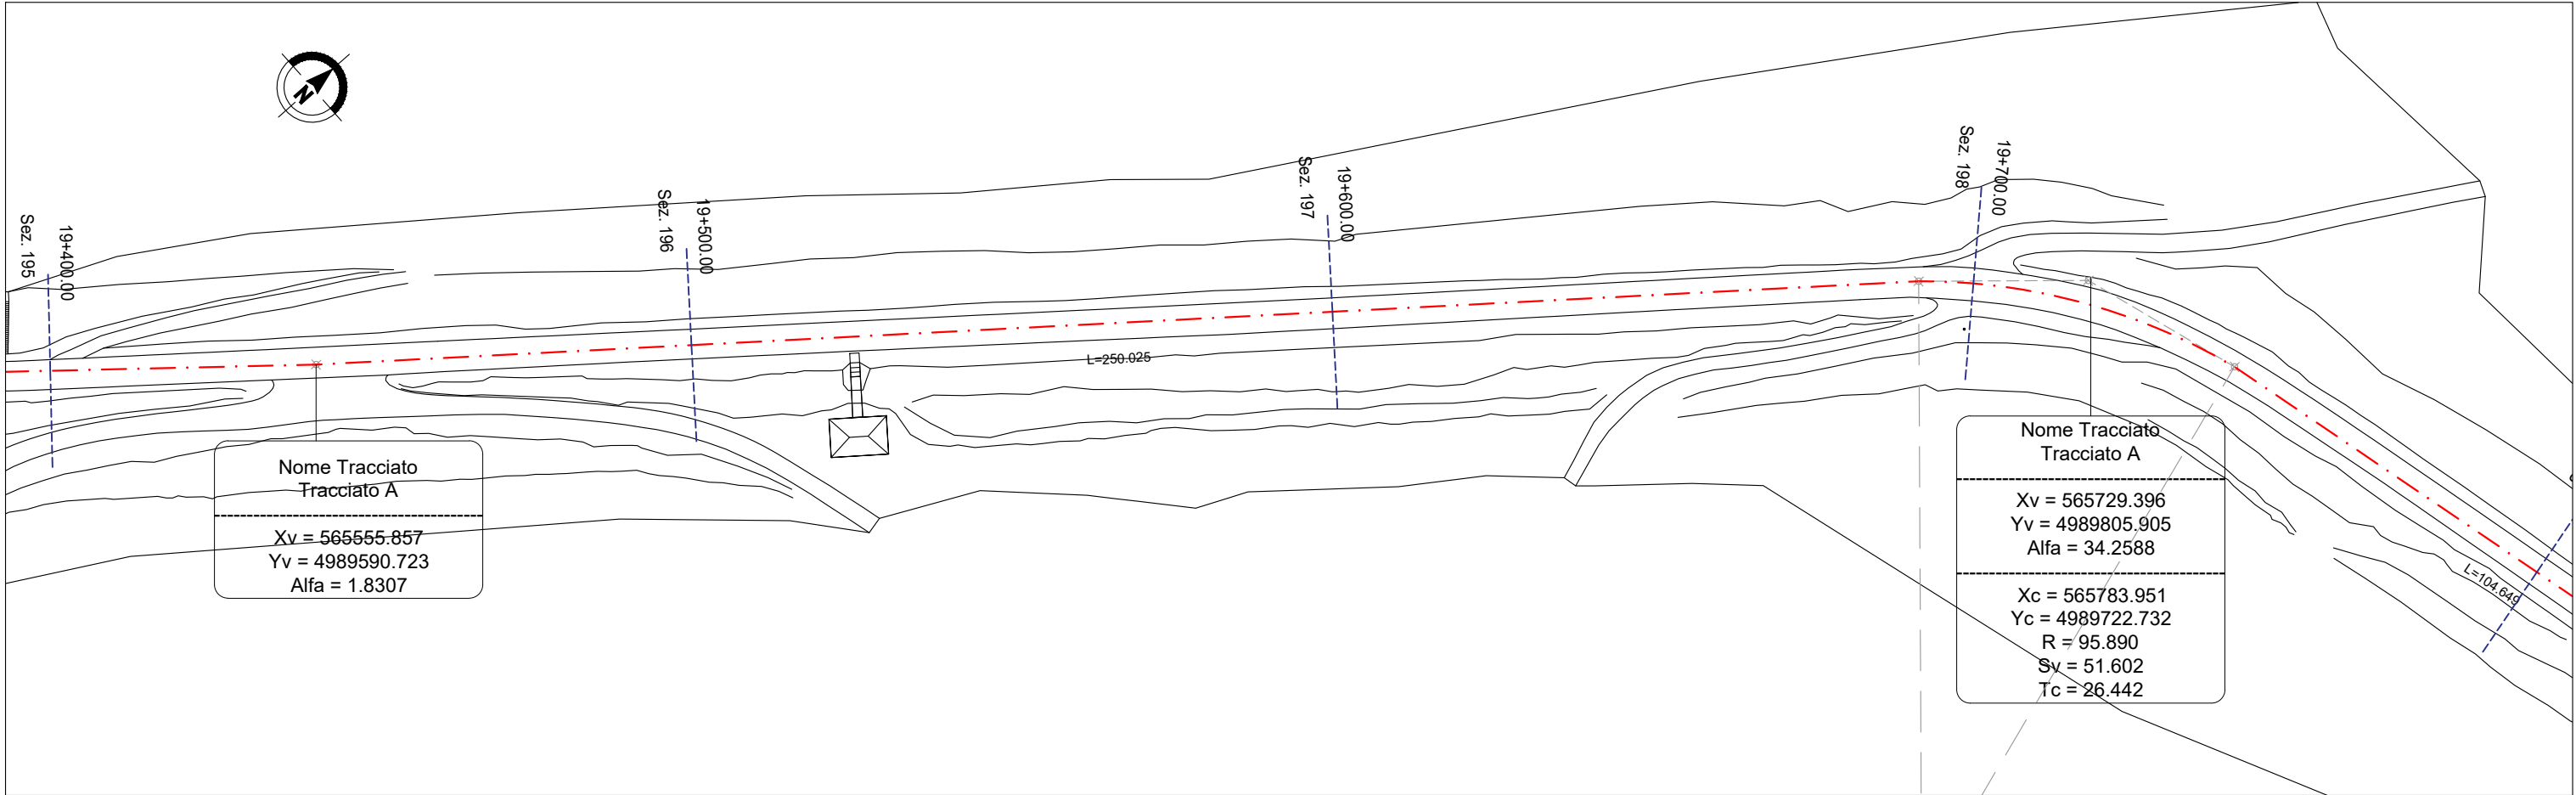 N
Sez. 195
19+400.00
Sez. 196
19+500.00
Sez. 197
19+600.00
Sez. 198
19+700.00
L=250.025
Nome Tracciato
Tracciato A
Xv = 565555.857
Yv = 4989590.723
Alfa = 1.8307
Nome Tracciato
Tracciato A
Xv = 565729.396
Yv = 4989805.905
Alfa = 34.2588
Xc = 565783.951
Yc = 4989722.732
R = 95.890
Sv = 51.602
Tc = 26.442
L=104.649